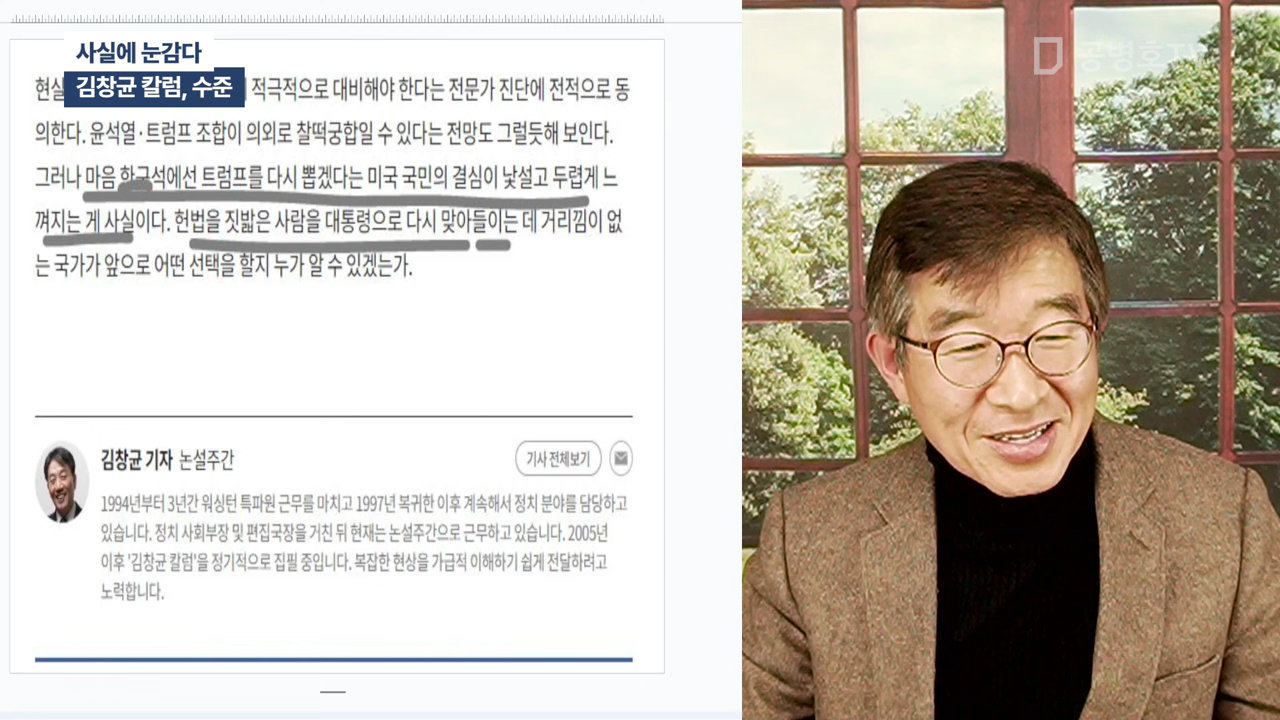 사실에 눈감다
김창균 칼럼, 수준
현실 적극적으로 대비해야 한다는 전문가 진단에 전적으로 동
의한다. 윤석열·트럼프 조합이 의외로 찰떡궁합일 수 있다는 전망도 그럴듯해 보인다.
그러나 마음 한구석에선 트럼프를 다시 뽑겠다는 미국 국민의 결심이 낯설고 두렵게 느
껴지는 게 사실이다. 헌법을 짓밟은 사람을 대통령으로 다시 맞아들이는 데 거리낌이 없
는 국가가 앞으로 어떤 선택을 할지 누가 알 수 있겠는가.
김창균 기자 논설주간
기사 전체보기
1994년부터 3년간 워싱턴 특파원 근무를 마치고 1997년 복귀한 이후 계속해서 정치 분야를 담당하고
있습니다. 정치 사회부장 및 편집국장을 거친 뒤 현재는 논설주간으로 근무하고 있습니다. 2005년
이후 '김창균 칼럼'을 정기적으로 집필 중입니다. 복잡한 현상을 가급적 이해하기 쉽게 전달하려고
노력합니다.
공병호TV